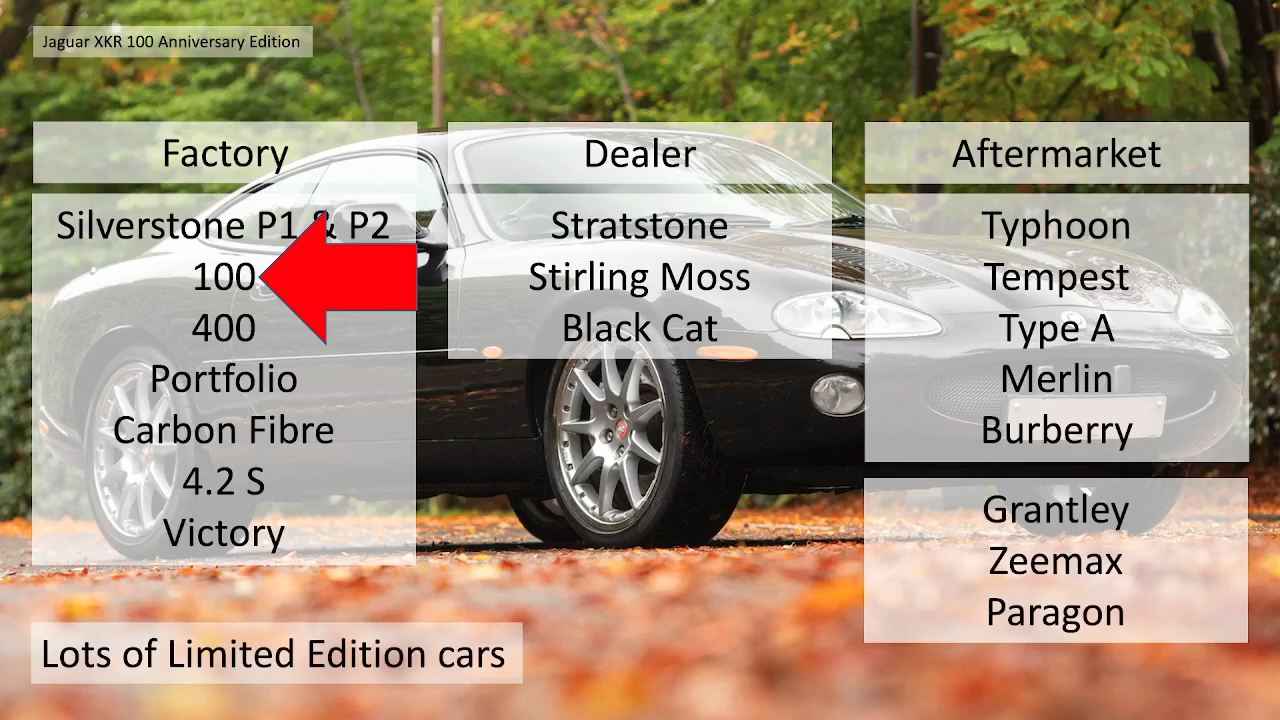 Jaguar XKR 100 Anniversary Edition
Factory
Silverstone P1 & P2
100
400
Portfolio
Carbon Fibre
4.2 S
Victory
Dealer
Stratstone
Stirling Moss
Black Cat
Aftermarket
Typhoon
Tempest
Type A
Merlin
Burberry
Grantley
Zeemax
Paragon
Lots of Limited Edition cars